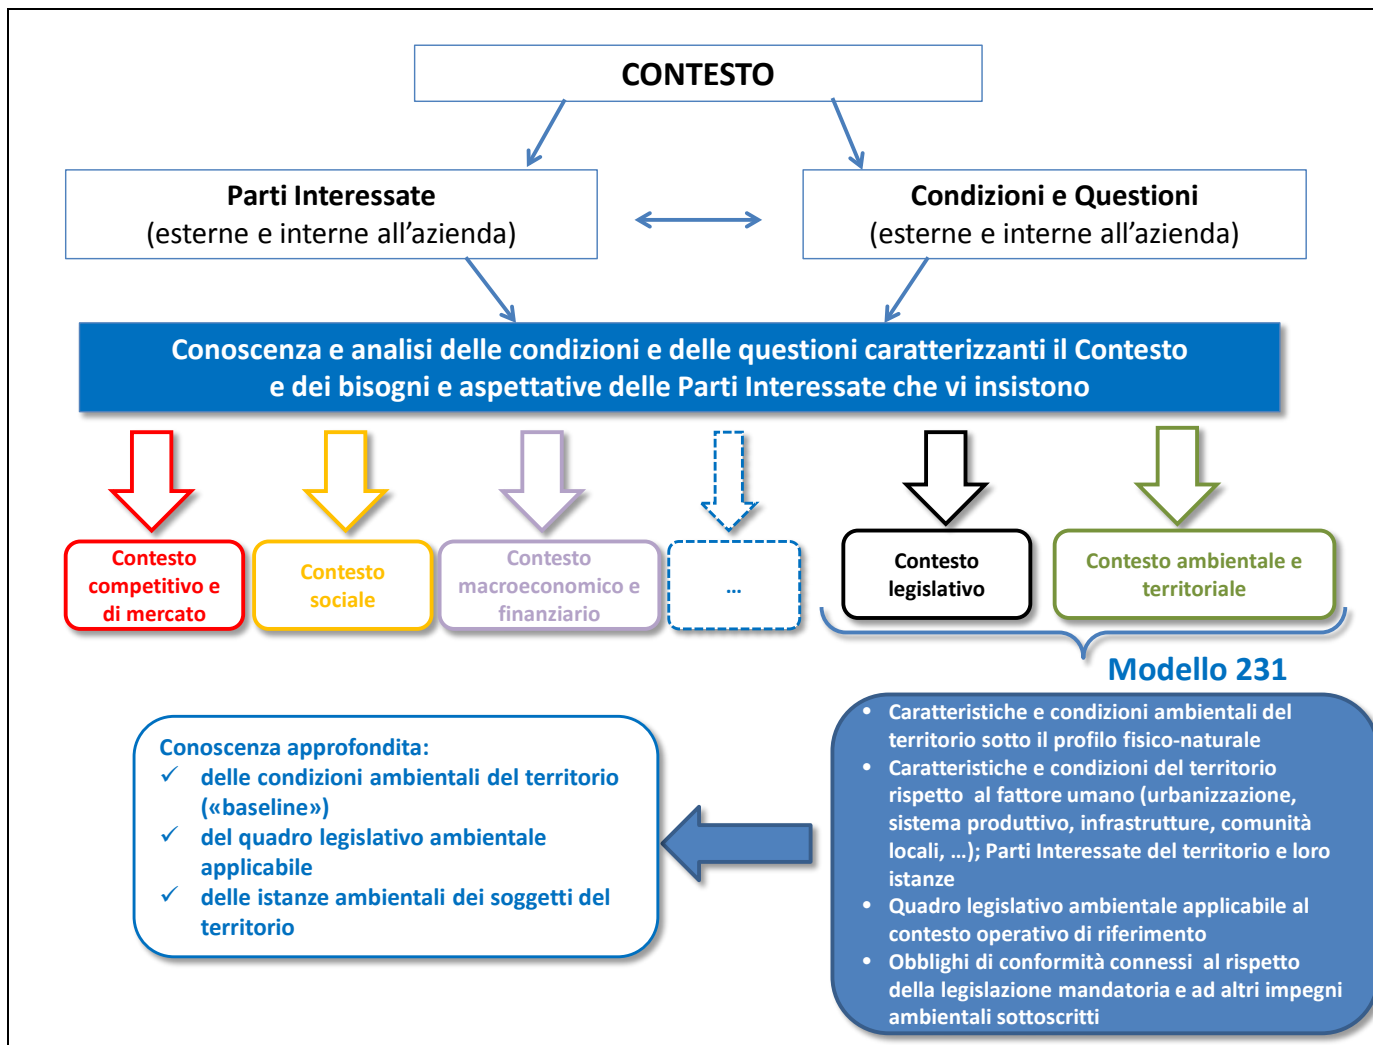 CONTESTO
Parti Interessate
(esterne e interne all’azienda)
Condizioni e Questioni
(esterne e interne all’azienda)
Conoscenza e analisi delle condizioni e delle questioni caratterizzanti il Contesto
e dei bisogni e aspettative delle Parti Interessate che vi insistono
Contesto
competitivo e
di mercato
Contesto
sociale
Contesto
macroeconomico e
finanziario
...
Contesto
legislativo
Contesto ambientale e
territoriale
Modello 231
• Caratteristiche e condizioni ambientali del
territorio sotto il profilo fisico-naturale
• Caratteristiche e condizioni del territorio
rispetto al fattore umano (urbanizzazione,
sistema produttivo, infrastrutture, comunità
locali, ...); Parti Interessate del territorio e loro
istanze
• Quadro legislativo ambientale applicabile al
contesto operativo di riferimento
• Obblighi di conformità connessi al rispetto
della legislazione mandatoria e ad altri impegni
ambientali sottoscritti
Conoscenza approfondita:
✓ delle condizioni ambientali del territorio
(«baseline»)
✓ del quadro legislativo ambientale
applicabile
✓ delle istanze ambientali dei soggetti del
territorio